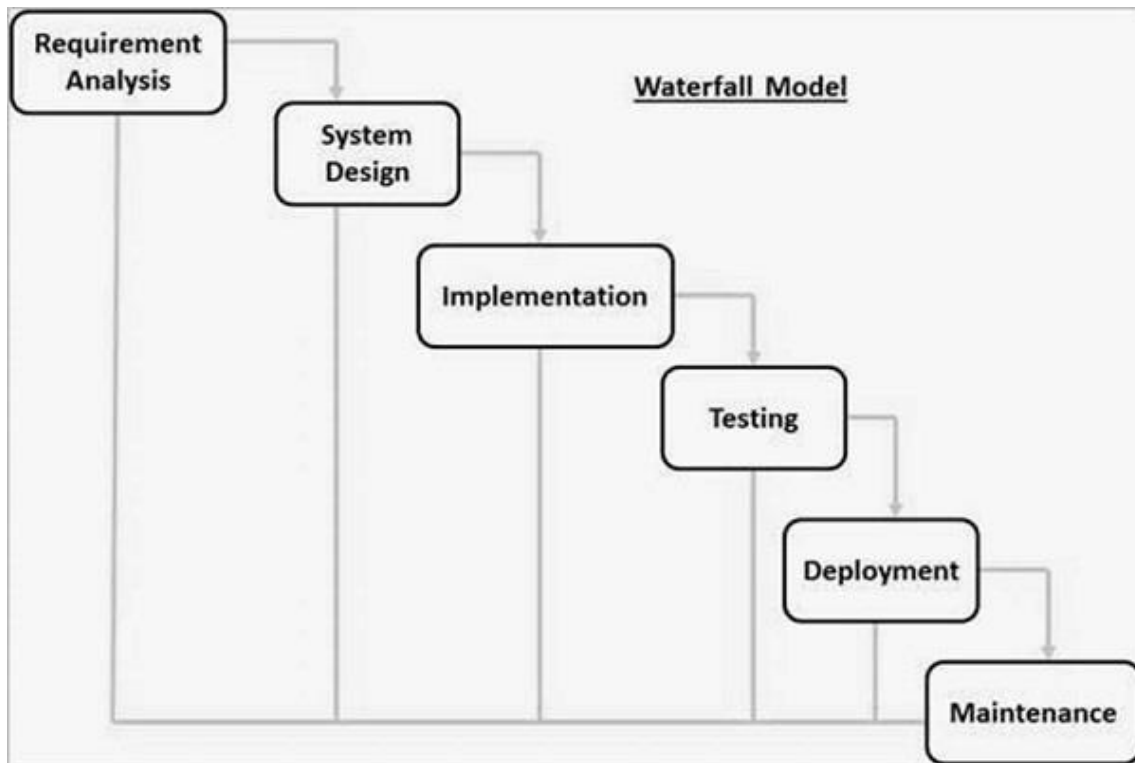 Requirement
Analysis
Waterfall Model
System
Design
Implementation
Testing
Deployment
Maintenance